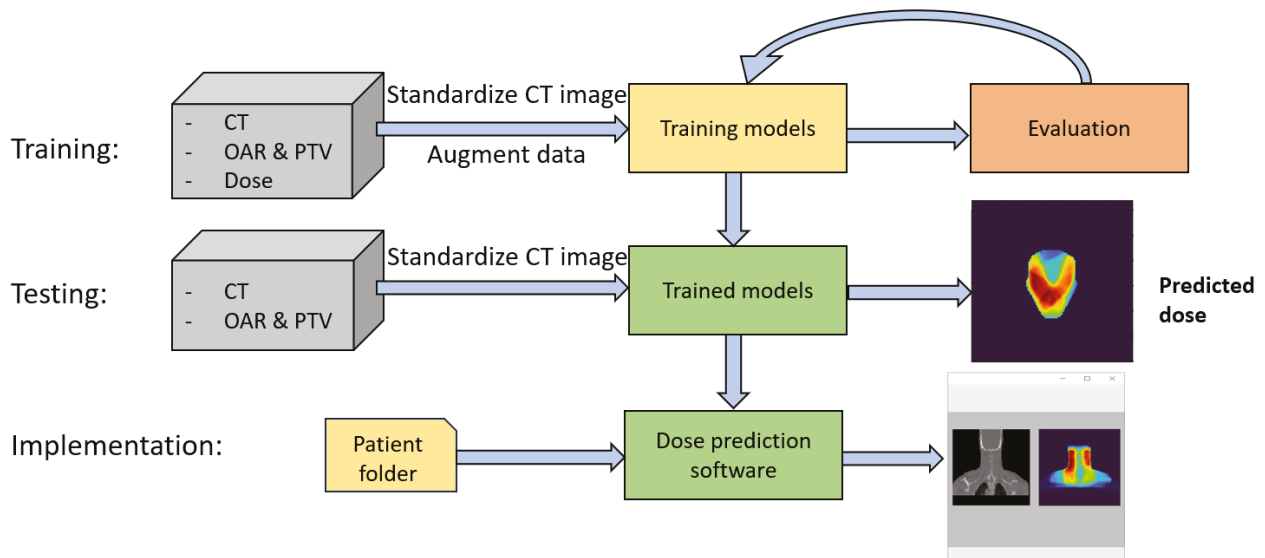 Training:
- CT
- OAR & PTV
- Dose
Standardize CT image
Augment data
Training models
Evaluation
Testing:
- CT
- OAR & PTV
Standardize CT image
Trained models
Predicted
dose
Implementation:
Patient
folder
Dose prediction
software